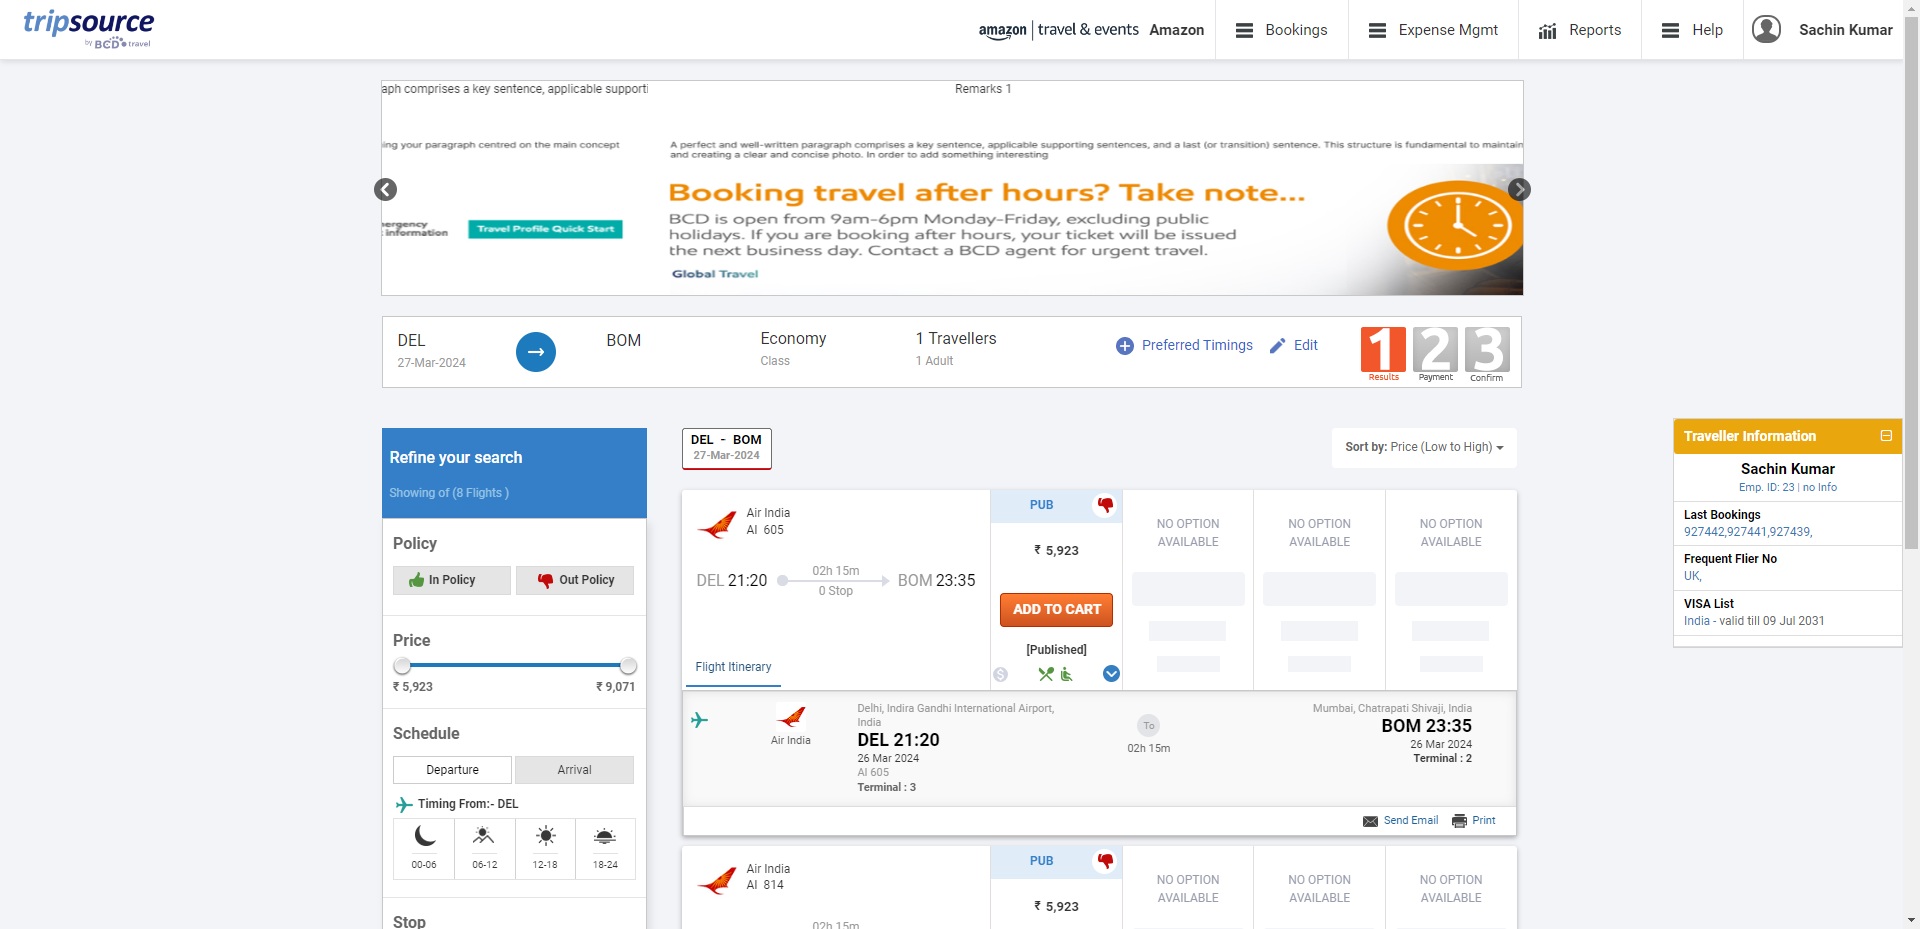 tripsource
by BCD travel
amazon | travel & events
Amazon
Bookings
Expense Mgmt
Reports
Help
Sachin Kumar
aph comprises a key sentence, applicable supporti
Remarks 1
ing your paragraph centred on the main concept
A perfect and well-written paragraph comprises a key sentence, applicable supporting sentences, and a last (or transition) sentence. This structure is fundamental to maintain
and creating a clear and concise photo. In order to add something interesting
Booking travel after hours? Take note...
BCD is open from 9am-6pm Monday-Friday, excluding public
holidays. If you are booking after hours, your ticket will be issued
the next business day. Contact a BCD agent for urgent travel.
Global Travel
ergency
information
Travel Profile Quick Start
DEL
27-Mar-2024
BOM
Economy
Class
1 Travellers
1 Adult
Preferred Timings
Edit
1 2 3
Results Payment Confirm
Refine your search
Showing of (8 Flights )
Policy
In Policy
Out Policy
Price
₹ 5,923
₹ 9,071
Schedule
Departure
Arrival
Timing From:- DEL
00-06
06-12
12-18
18-24
Stop
DEL - BOM
27-Mar-2024
Sort by: Price (Low to High)
Air India
AI 605
DEL 21:20
02h 15m
0 Stop
BOM 23:35
Flight Itinerary
PUB
₹ 5,923
ADD TO CART
[Published]
NO OPTION
AVAILABLE
NO OPTION
AVAILABLE
NO OPTION
AVAILABLE
Air India
Delhi, Indira Gandhi International Airport,
India
DEL 21:20
26 Mar 2024
AI 605
Terminal : 3
To
02h 15m
Mumbai, Chatrapati Shivaji, India
BOM 23:35
26 Mar 2024
Terminal : 2
Send Email
Print
Air India
AI 814
02h 15m
PUB
₹ 5,923
NO OPTION
AVAILABLE
NO OPTION
AVAILABLE
NO OPTION
AVAILABLE
Traveller Information
Sachin Kumar
Emp. ID: 23 | no Info
Last Bookings
927442,927441,927439,
Frequent Flier No
UK,
VISA List
India - valid till 09 Jul 2031